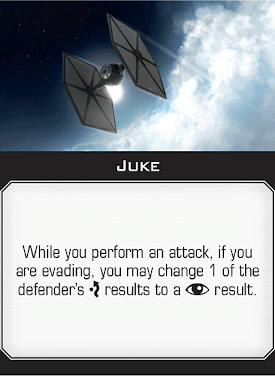 Juke
While you perform an attack, if you
are evading, you may change 1 of the
defender's results to a result.